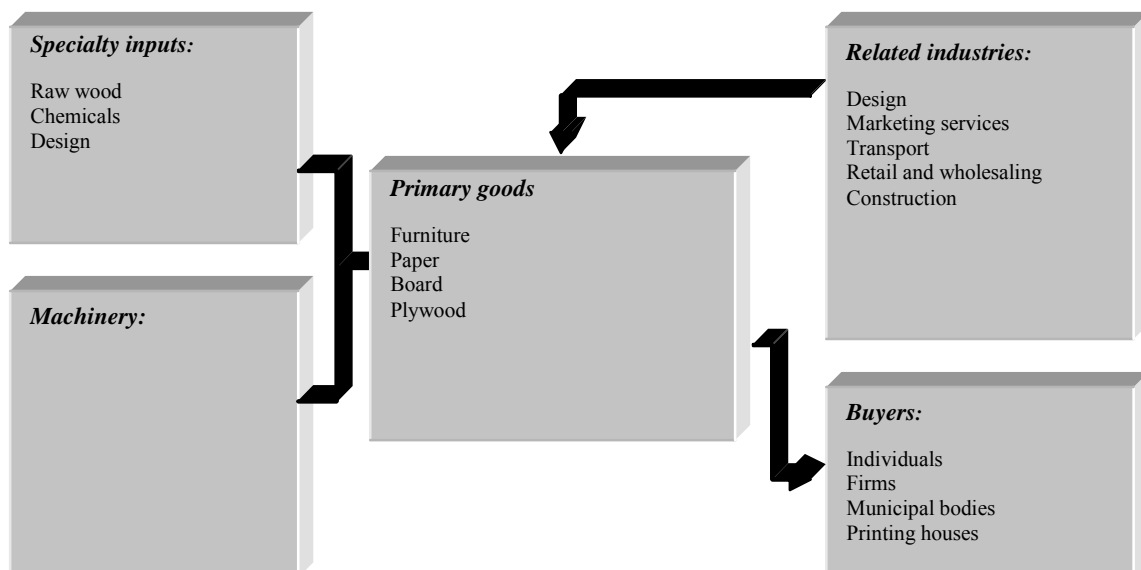 Specialty inputs:
Raw wood
Chemicals
Design
Machinery:
Primary goods
Furniture
Paper
Board
Plywood
Related industries:
Design
Marketing services
Transport
Retail and wholesaling
Construction
Buyers:
Individuals
Firms
Municipal bodies
Printing houses